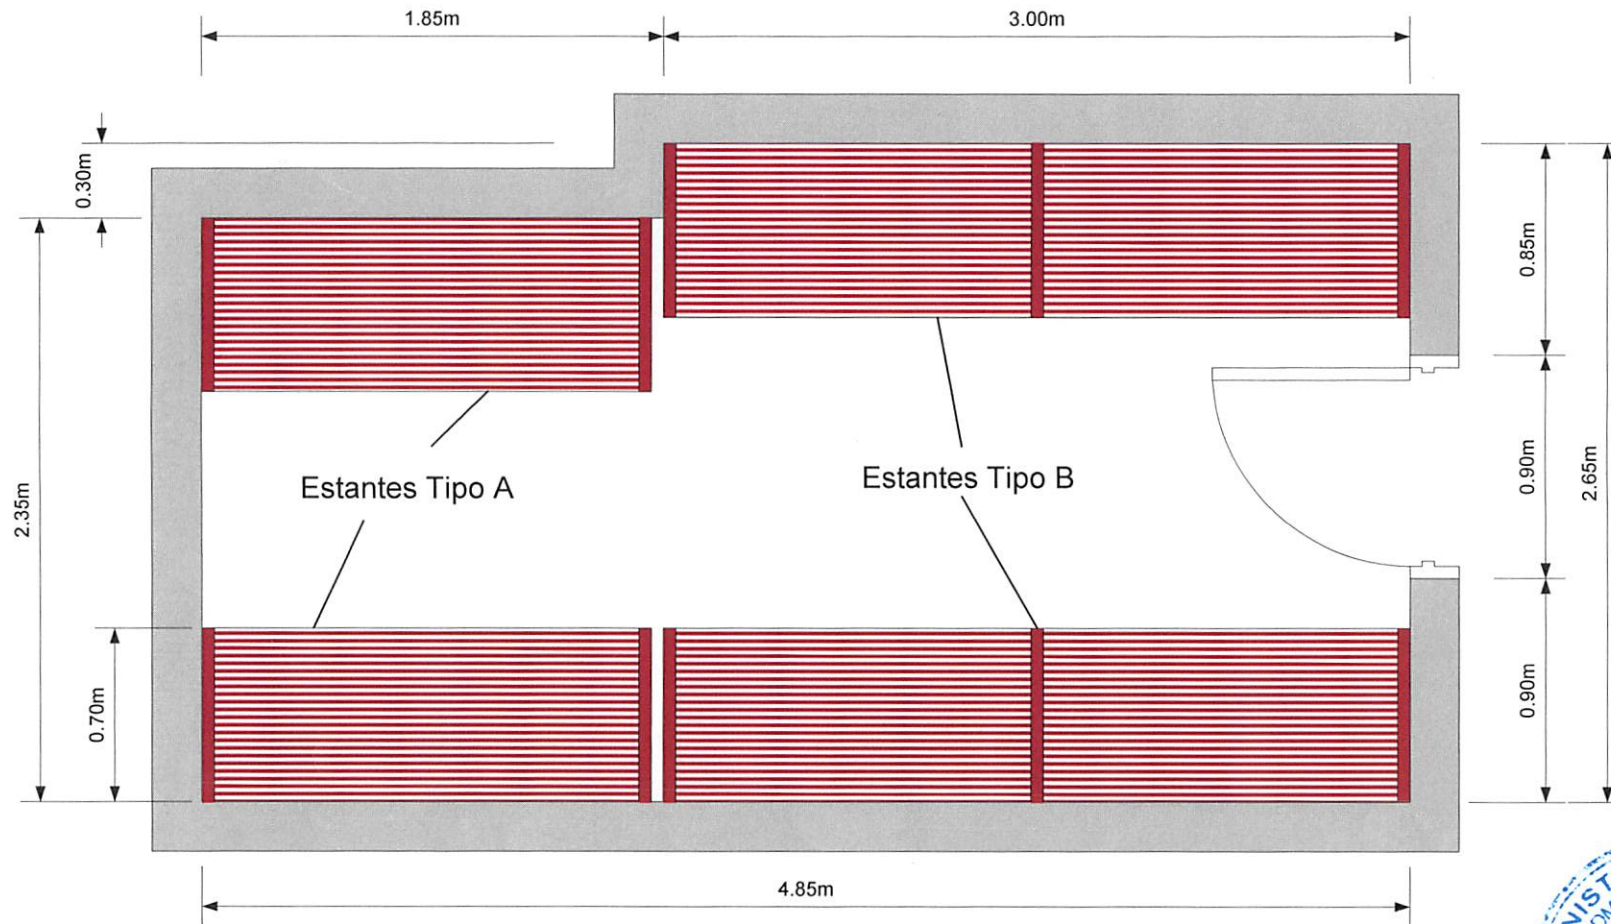 1.85m
3.00m
0.30m
0.85m
2.35m
Estantes Tipo A
Estantes Tipo B
0.90m
2.65m
0.70m
0.90m
4.85m